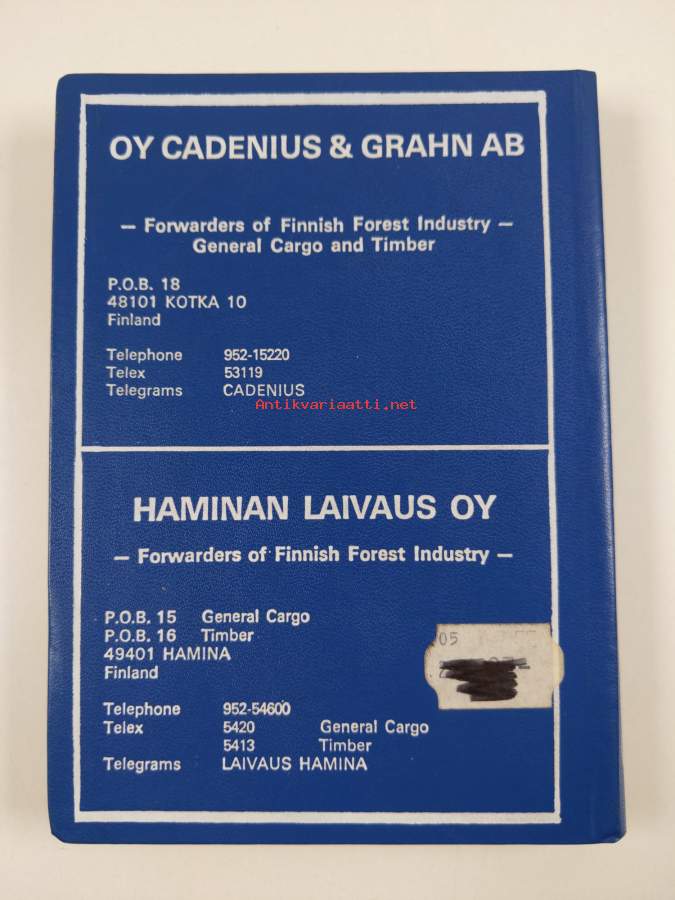 OY CADENIUS & GRAHN AB
— Forwarders of Finnish Forest Industry —
General Cargo and Timber
P.O.B. 18
48101 KOTKA 10
Finland
Telephone 952-15220
Telex 53119
Telegrams CADENIUS
Antikvariaatti.net
HAMINAN LAIVAUS OY
— Forwarders of Finnish Forest Industry —
P.O.B. 15 General Cargo
P.O.B. 16 Timber
49401 HAMINA
Finland
05
Telephone 952-54600
Telex 5420 General Cargo
5413 Timber
Telegrams LAIVAUS HAMINA